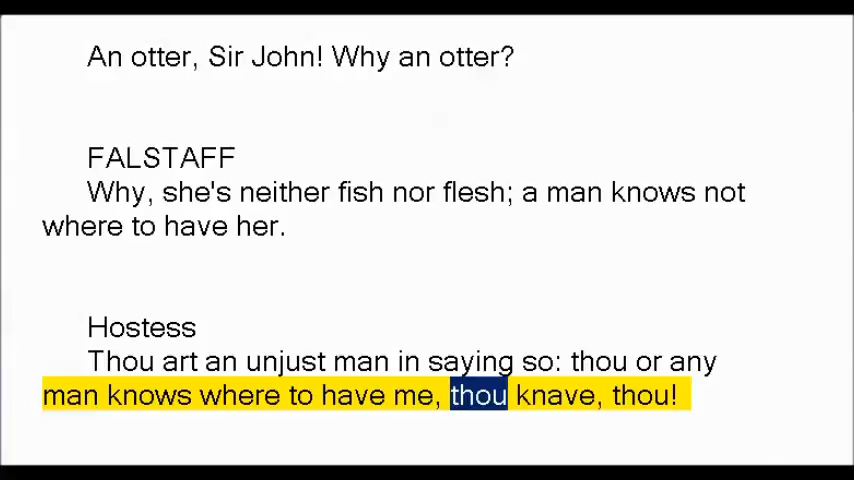 An otter, Sir John! Why an otter?
FALSTAFF
Why, she's neither fish nor flesh; a man knows not
where to have her.
Hostess
Thou art an unjust man in saying so: thou or any
man knows where to have me, thou knave, thou!